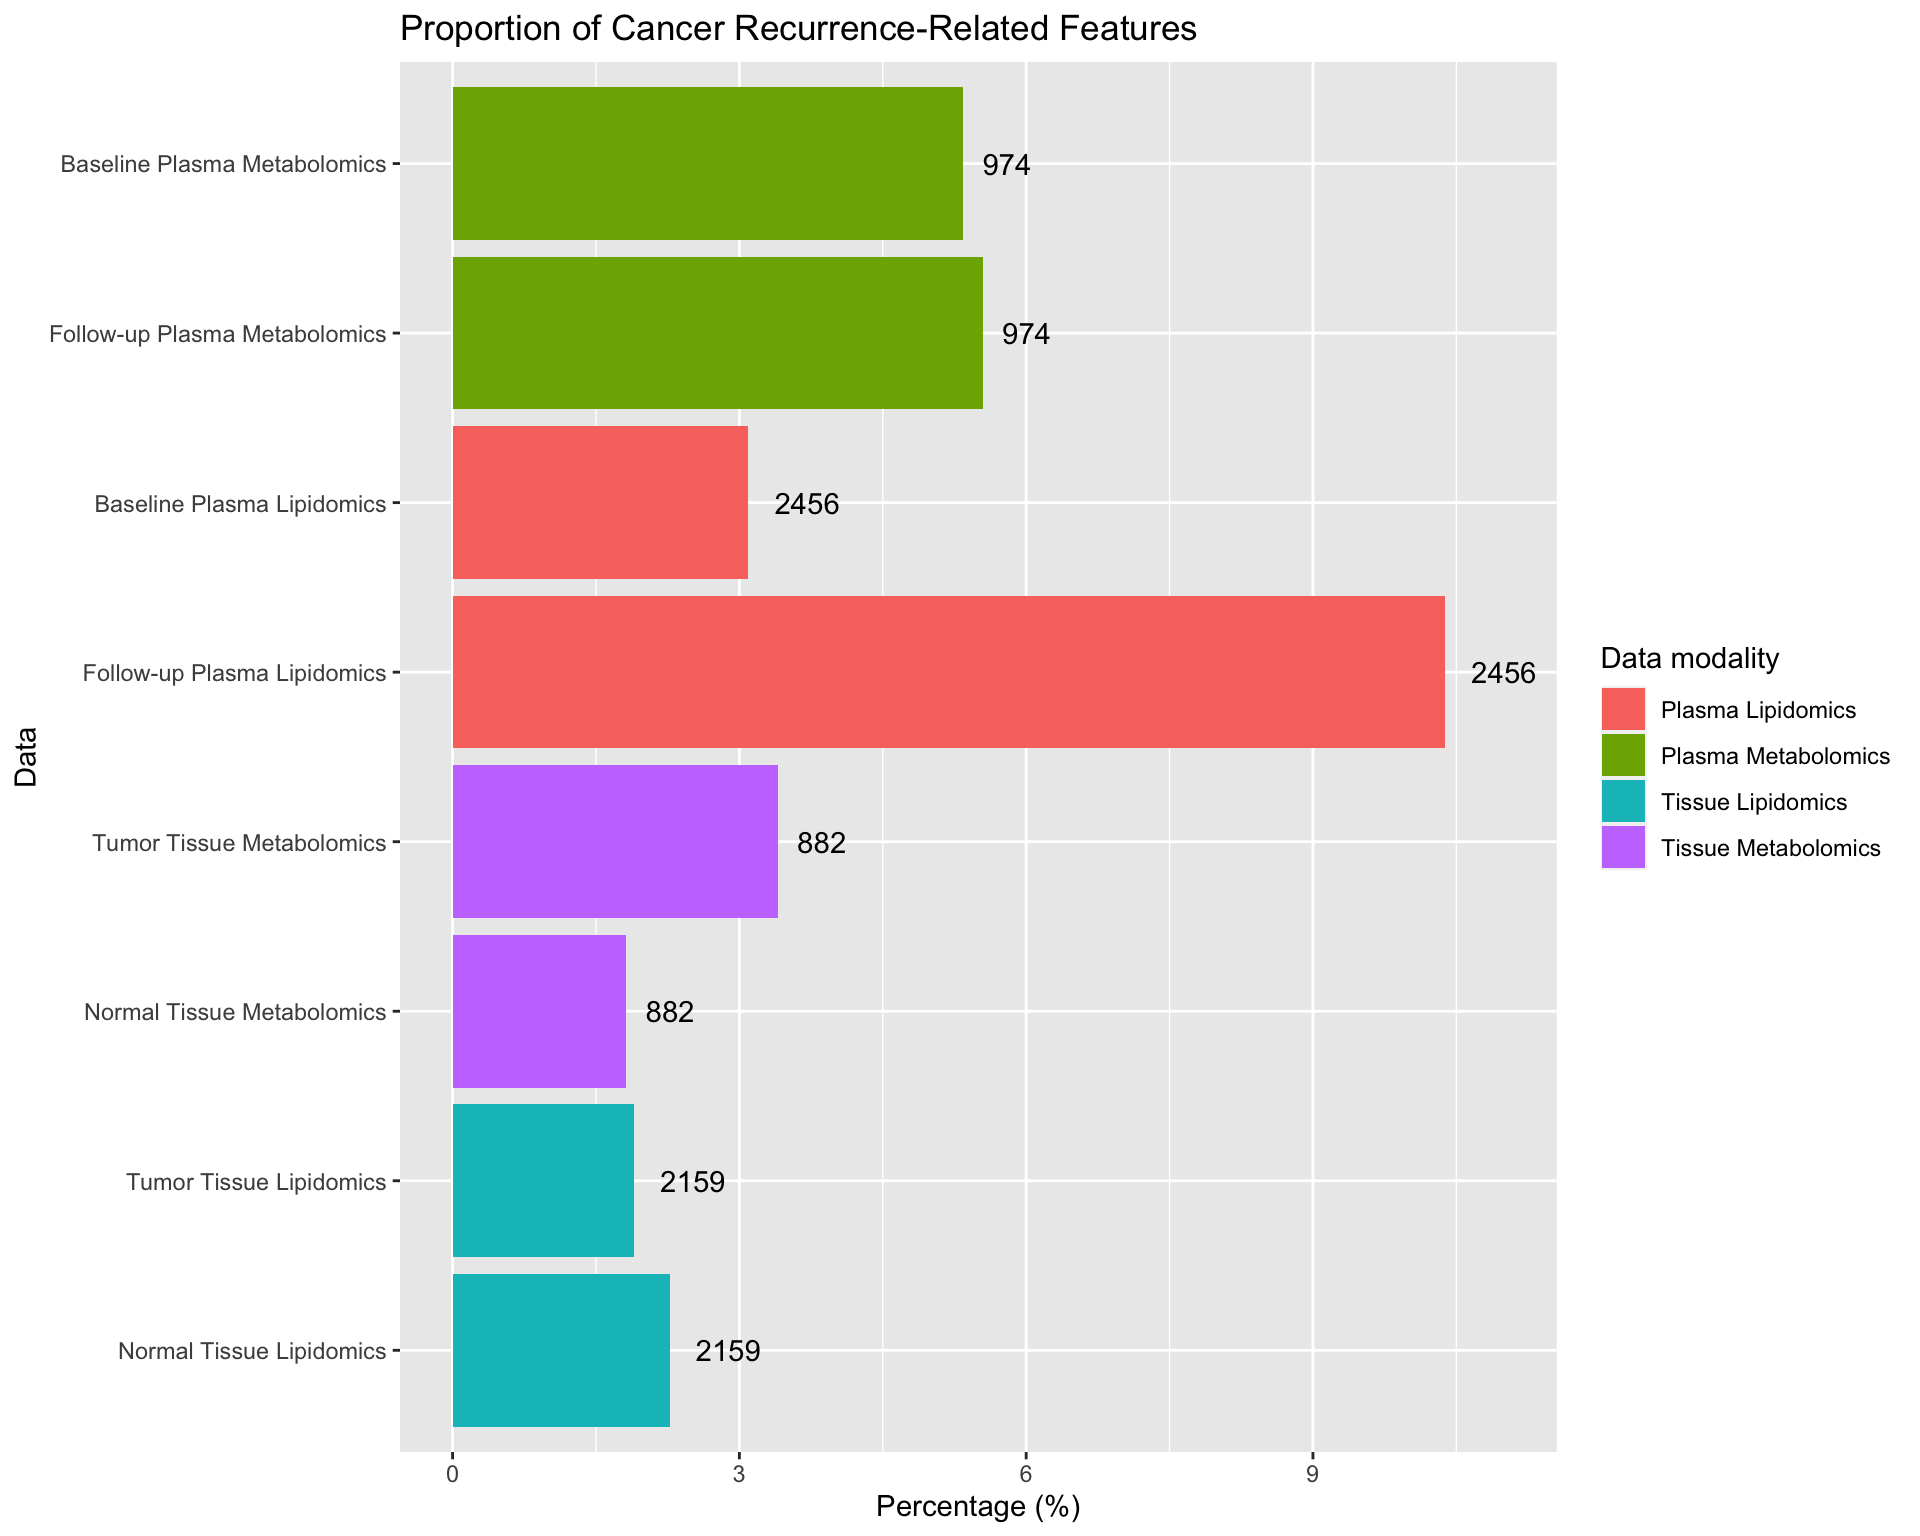 Proportion of Cancer Recurrence-Related Features
Data
Baseline Plasma Metabolomics
974
Follow-up Plasma Metabolomics
974
Baseline Plasma Lipidomics
2456
Follow-up Plasma Lipidomics
2456
Tumor Tissue Metabolomics
882
Normal Tissue Metabolomics
882
Tumor Tissue Lipidomics
2159
Normal Tissue Lipidomics
2159
0 3 6 9
Percentage (%)
Data modality
Plasma Lipidomics
Plasma Metabolomics
Tissue Lipidomics
Tissue Metabolomics